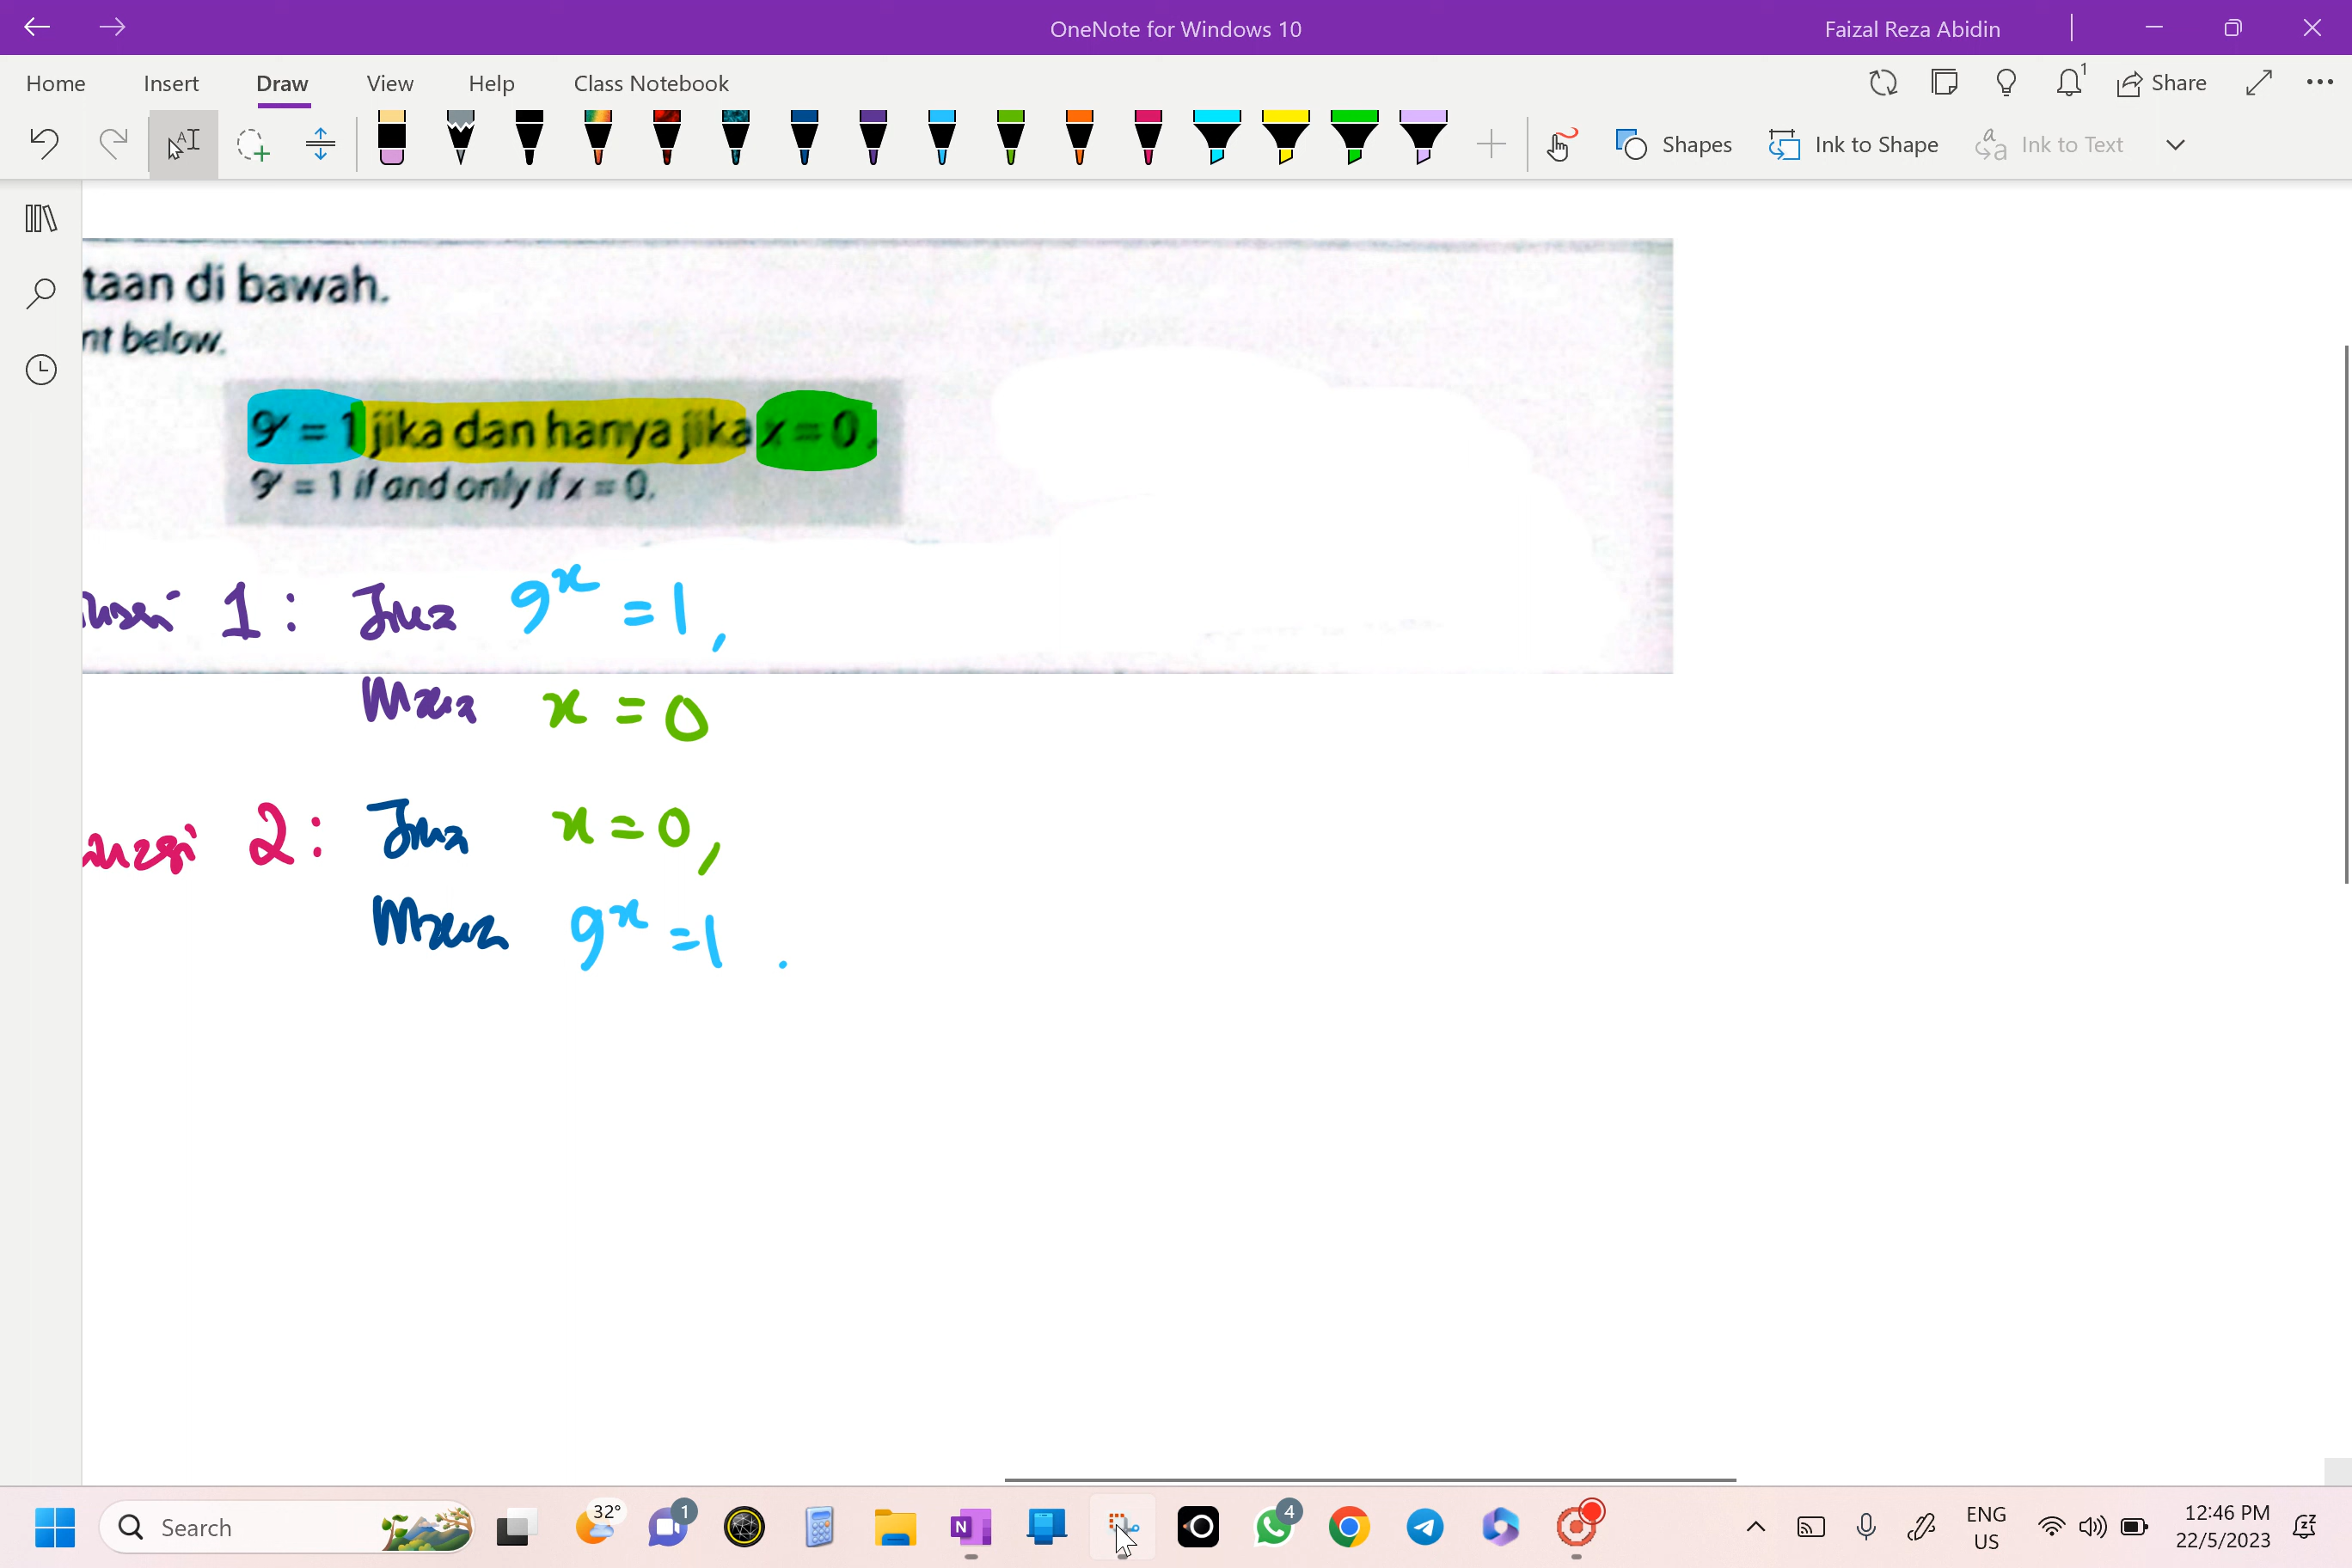 OneNote for Windows 10
Faizal Reza Abidin
Home Insert Draw View Help Class Notebook
1
Share
Shapes Ink to Shape Ink to Text
taan di bawah.
nt below.
9ˣ = 1 jika dan hanya jika x = 0.
9ˣ = 1 if and only if x = 0.
1: Jika 9ˣ = 1,
Maka x = 0
2: Jika x = 0,
Maka 9ˣ = 1 .
Search
32°
1
4
ENG
US
12:46 PM
22/5/2023